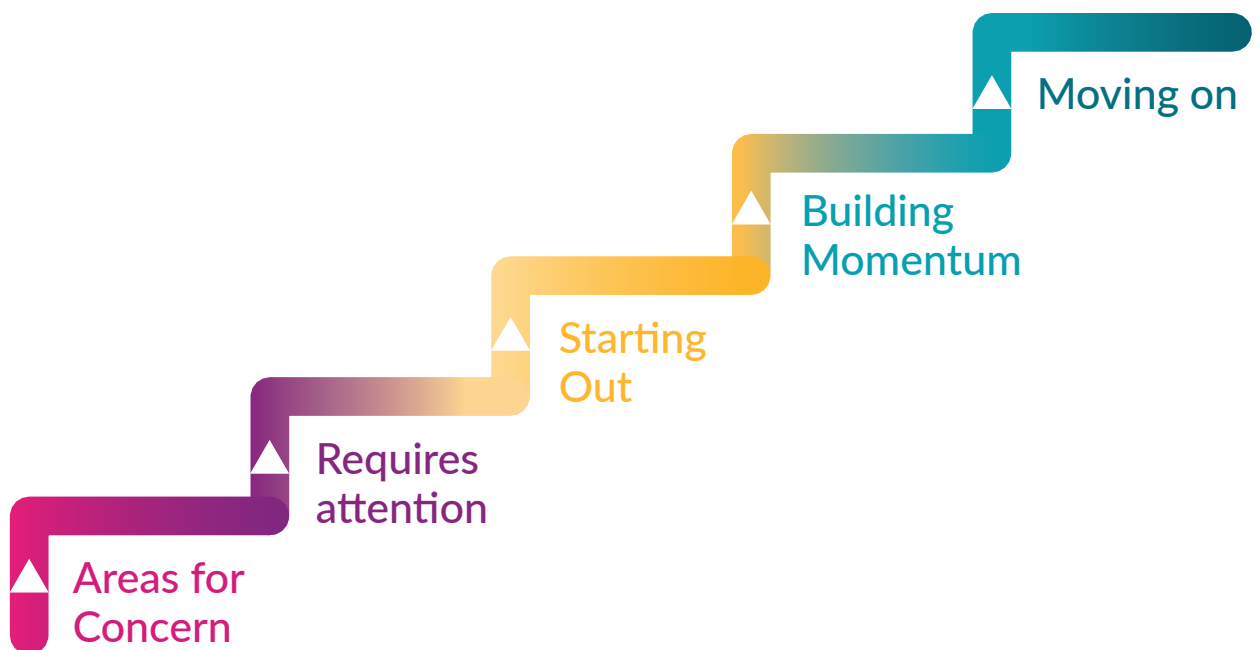 Moving on
Building
Momentum
Starting
Out
Requires
attention
Areas for
Concern